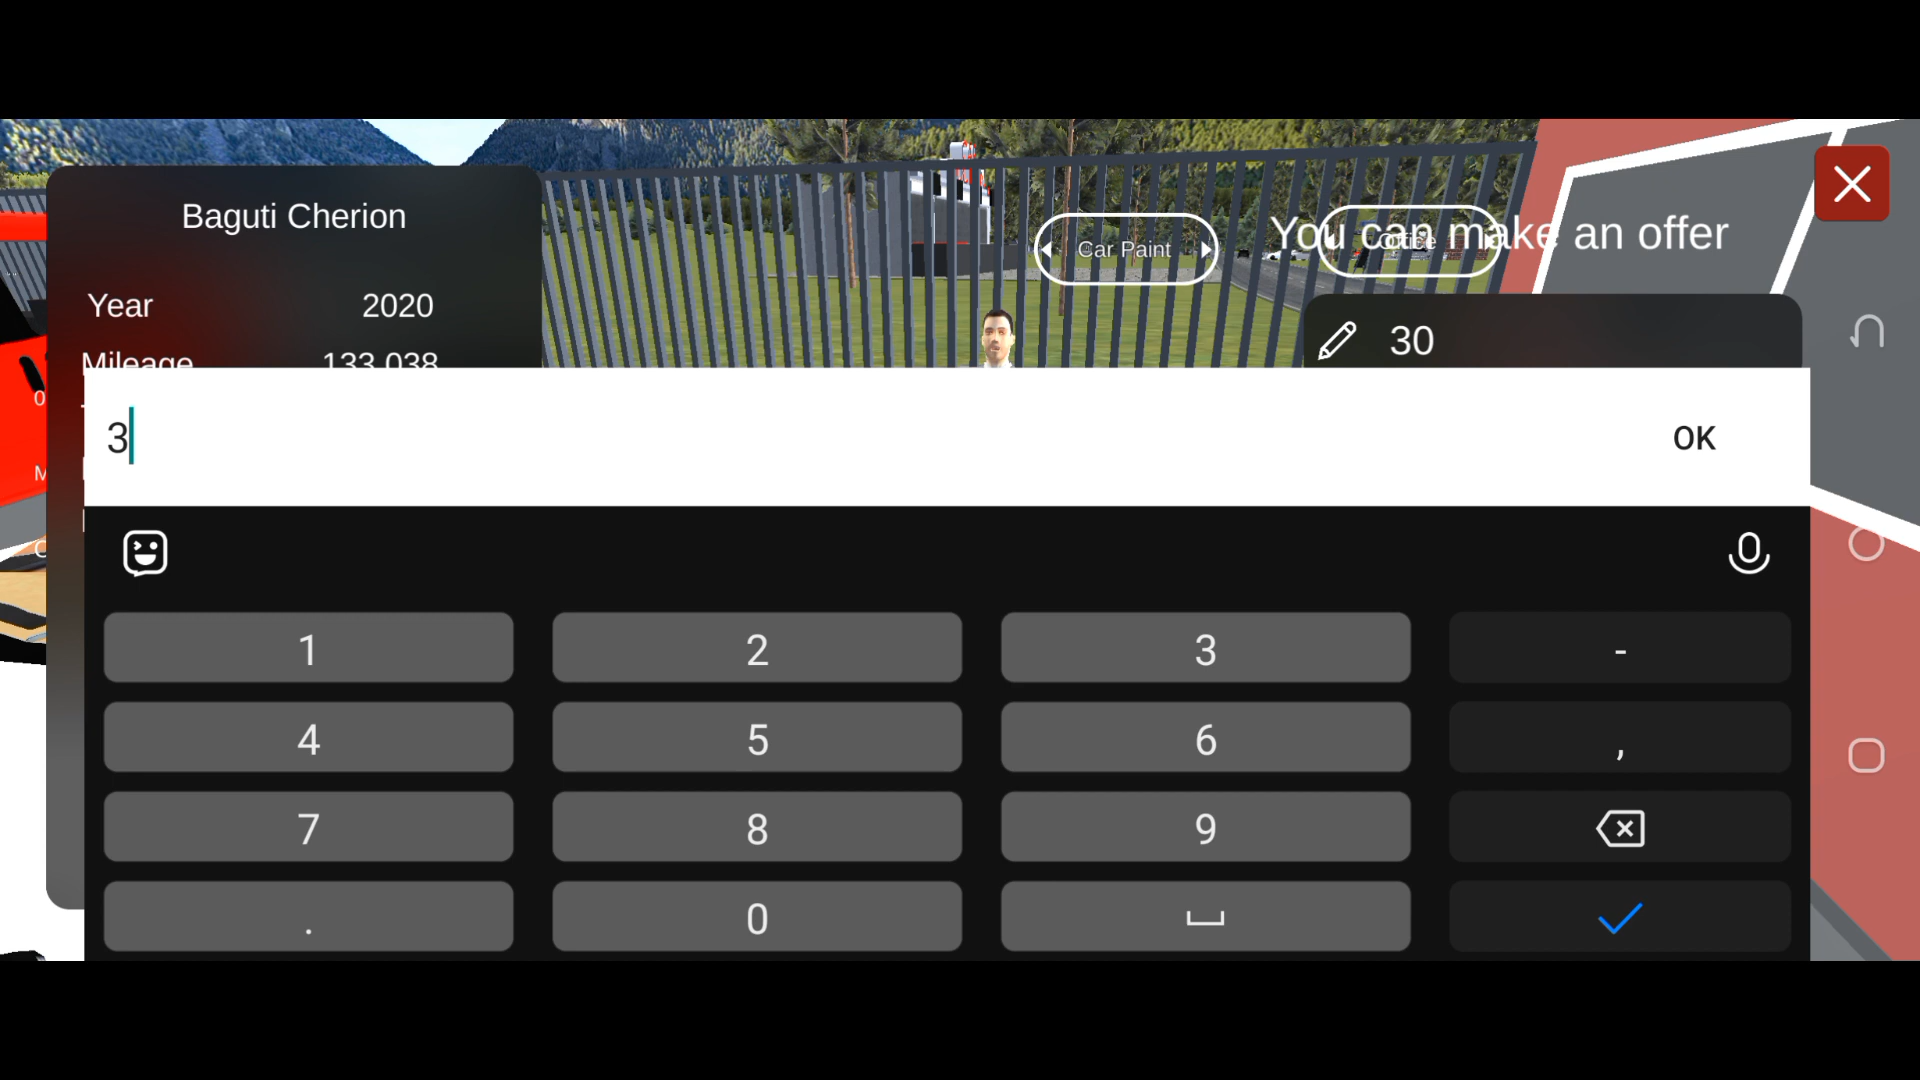 Baguti Cherion
Year 2020
Mileage 133,038
Car Paint
You can make an offer
Office
30
3
OK
1 2 3 -
4 5 6 ,
7 8 9
. 0